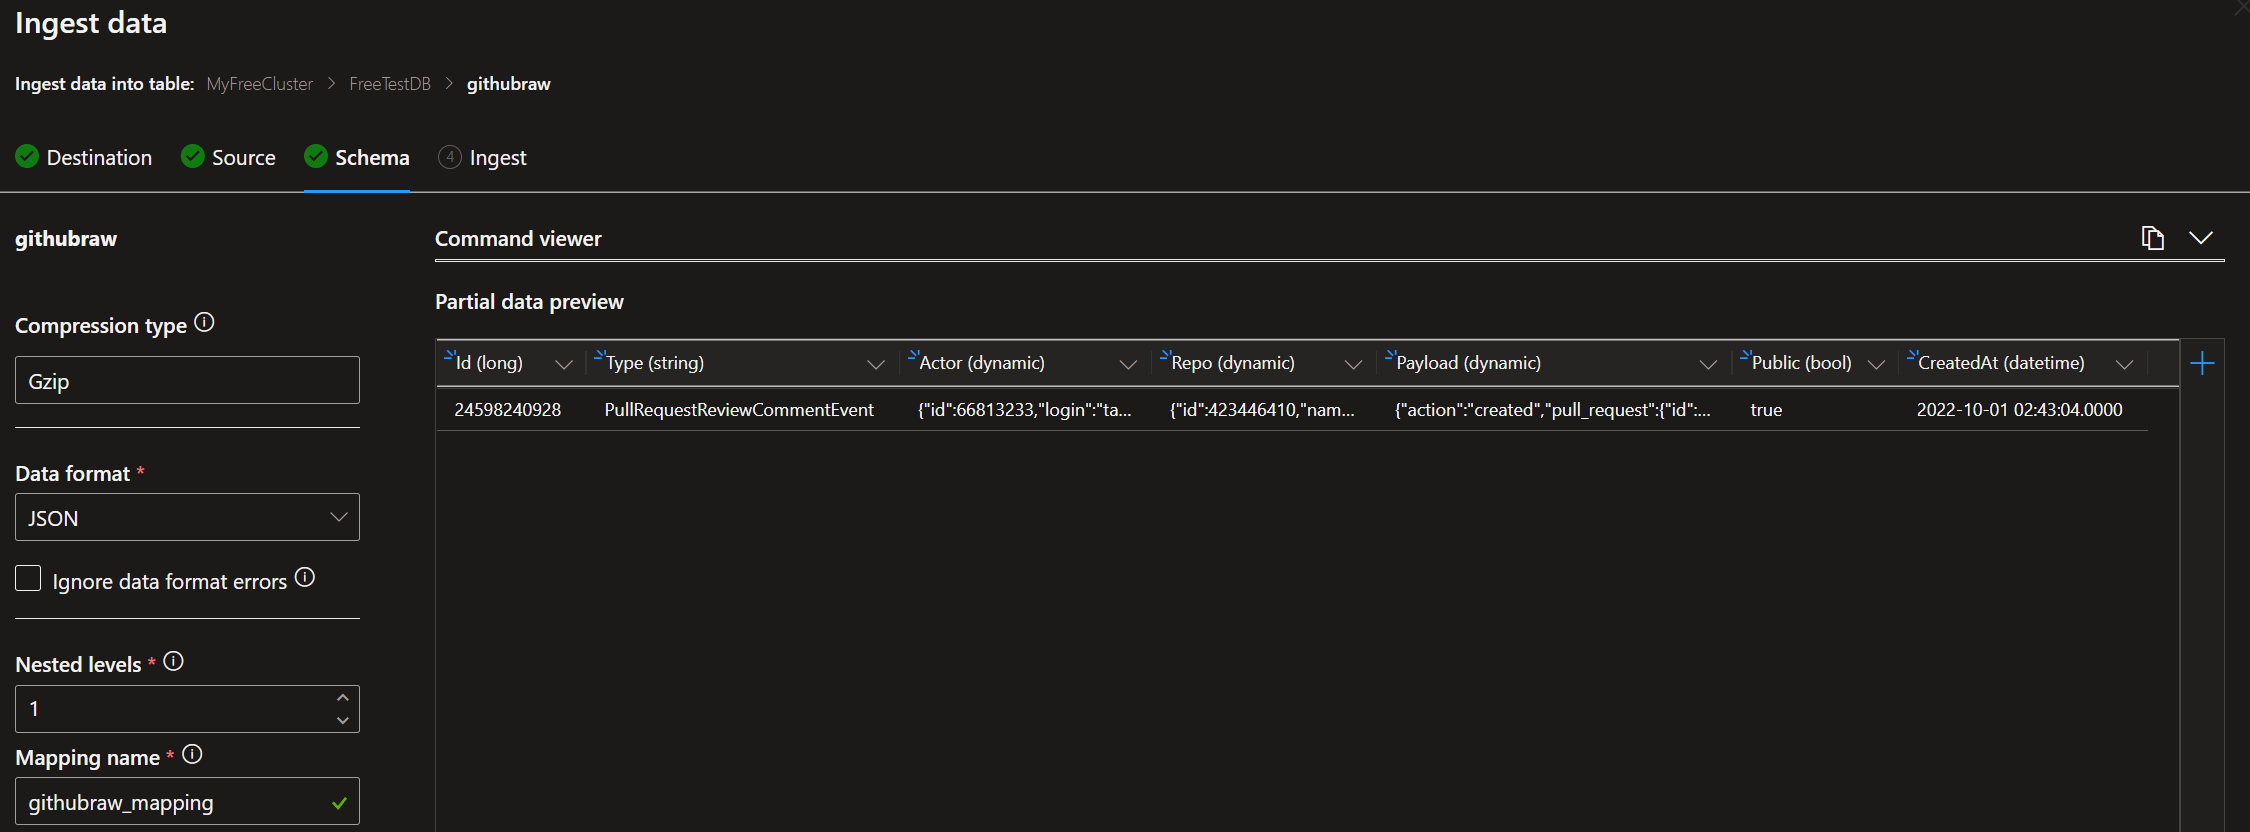 Ingest data
Ingest data into table: MyFreeCluster > FreeTestDB > githubraw
Destination Source Schema 4 Ingest
githubraw
Compression type
Gzip
Data format *
JSON
Ignore data format errors
Nested levels *
1
Mapping name *
githubraw_mapping
Command viewer
Partial data preview
Id (long) Type (string) Actor (dynamic) Repo (dynamic) Payload (dynamic) Public (bool) CreatedAt (datetime)
24598240928 PullRequestReviewCommentEvent {"id":66813233,"login":"ta... {"id":423446410,"nam... {"action":"created","pull_request":{"id":... true 2022-10-01 02:43:04.0000